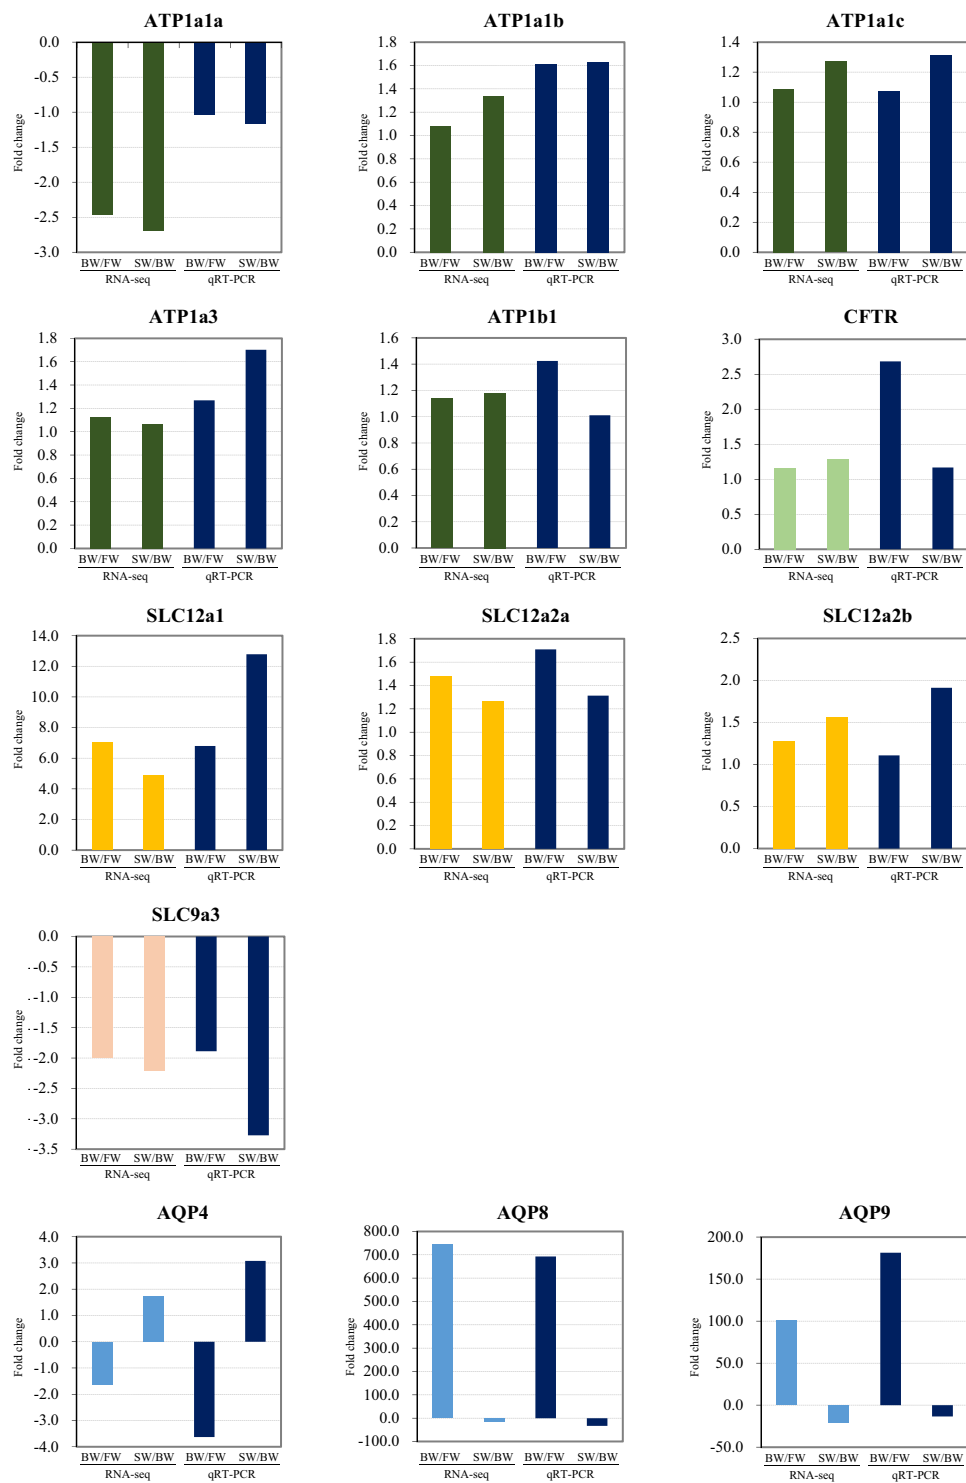 ATP1a1a
ATP1a1b
ATP1a1c
Fold change
0.0
-0.5
-1.0
-1.5
-2.0
-2.5
-3.0
BW/FW SW/BW BW/FW SW/BW
RNA-seq qRT-PCR
Fold change
1.8
1.6
1.4
1.2
1.0
0.8
0.6
0.4
0.2
0.0
BW/FW SW/BW BW/FW SW/BW
RNA-seq qRT-PCR
Fold change
1.4
1.2
1.0
0.8
0.6
0.4
0.2
0.0
BW/FW SW/BW BW/FW SW/BW
RNA-seq qRT-PCR
ATP1a3
ATP1b1
CFTR
Fold change
1.8
1.6
1.4
1.2
1.0
0.8
0.6
0.4
0.2
0.0
BW/FW SW/BW BW/FW SW/BW
RNA-seq qRT-PCR
Fold change
1.6
1.4
1.2
1.0
0.8
0.6
0.4
0.2
0.0
BW/FW SW/BW BW/FW SW/BW
RNA-seq qRT-PCR
Fold change
3.0
2.5
2.0
1.5
1.0
0.5
0.0
BW/FW SW/BW BW/FW SW/BW
RNA-seq qRT-PCR
SLC12a1
SLC12a2a
SLC12a2b
Fold change
14.0
12.0
10.0
8.0
6.0
4.0
2.0
0.0
BW/FW SW/BW BW/FW SW/BW
RNA-seq qRT-PCR
Fold change
1.8
1.6
1.4
1.2
1.0
0.8
0.6
0.4
0.2
0.0
BW/FW SW/BW BW/FW SW/BW
RNA-seq qRT-PCR
Fold change
2.5
2.0
1.5
1.0
0.5
0.0
BW/FW SW/BW BW/FW SW/BW
RNA-seq qRT-PCR
SLC9a3
Fold change
0.0
-0.5
-1.0
-1.5
-2.0
-2.5
-3.0
-3.5
BW/FW SW/BW BW/FW SW/BW
RNA-seq qRT-PCR
AQP4
AQP8
AQP9
Fold change
4.0
3.0
2.0
1.0
0.0
-1.0
-2.0
-3.0
-4.0
BW/FW SW/BW BW/FW SW/BW
RNA-seq qRT-PCR
Fold change
800.0
700.0
600.0
500.0
400.0
300.0
200.0
100.0
0.0
-100.0
BW/FW SW/BW BW/FW SW/BW
RNA-seq qRT-PCR
Fold change
200.0
150.0
100.0
50.0
0.0
-50.0
BW/FW SW/BW BW/FW SW/BW
RNA-seq qRT-PCR